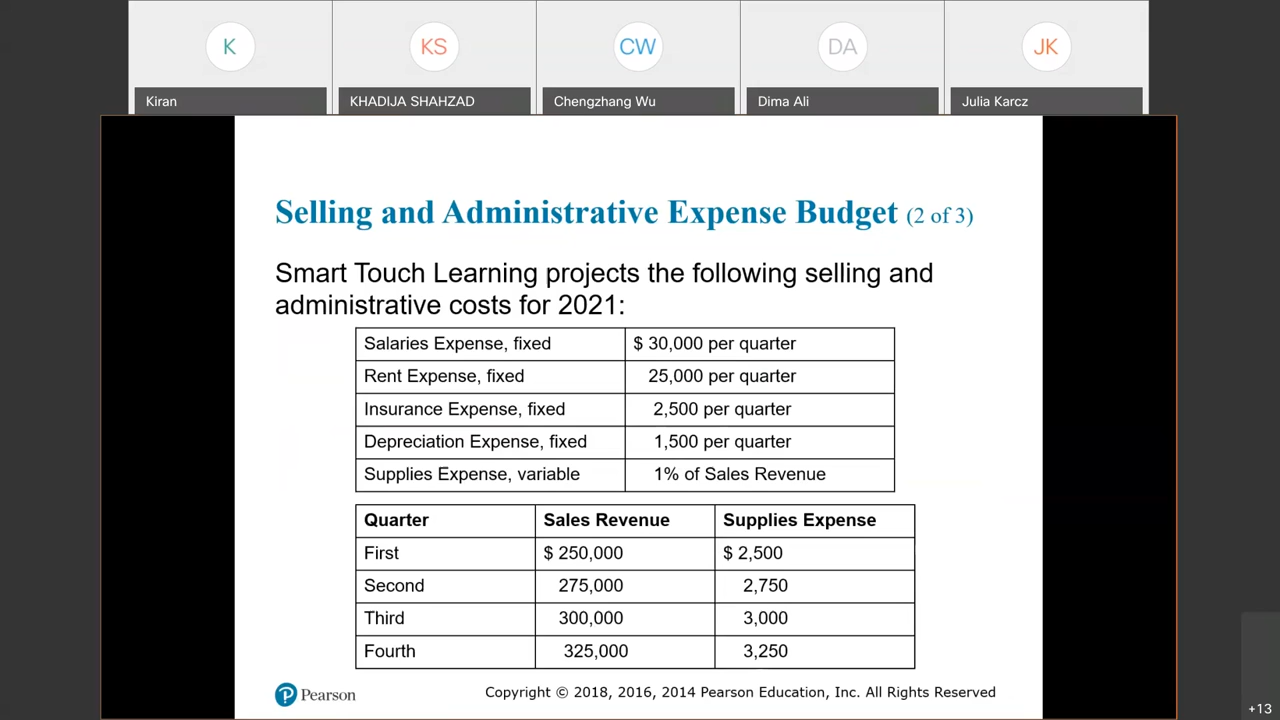 K
KS
CW
DA
JK
Kiran
KHADIJA SHAHZAD
Chengzhang Wu
Dima Ali
Julia Karcz
Selling and Administrative Expense Budget (2 of 3)
Smart Touch Learning projects the following selling and
administrative costs for 2021:
Salaries Expense, fixed $ 30,000 per quarter
Rent Expense, fixed 25,000 per quarter
Insurance Expense, fixed 2,500 per quarter
Depreciation Expense, fixed 1,500 per quarter
Supplies Expense, variable 1% of Sales Revenue
Quarter Sales Revenue Supplies Expense
First $ 250,000 $ 2,500
Second 275,000 2,750
Third 300,000 3,000
Fourth 325,000 3,250
P Pearson
Copyright © 2018, 2016, 2014 Pearson Education, Inc. All Rights Reserved
+13